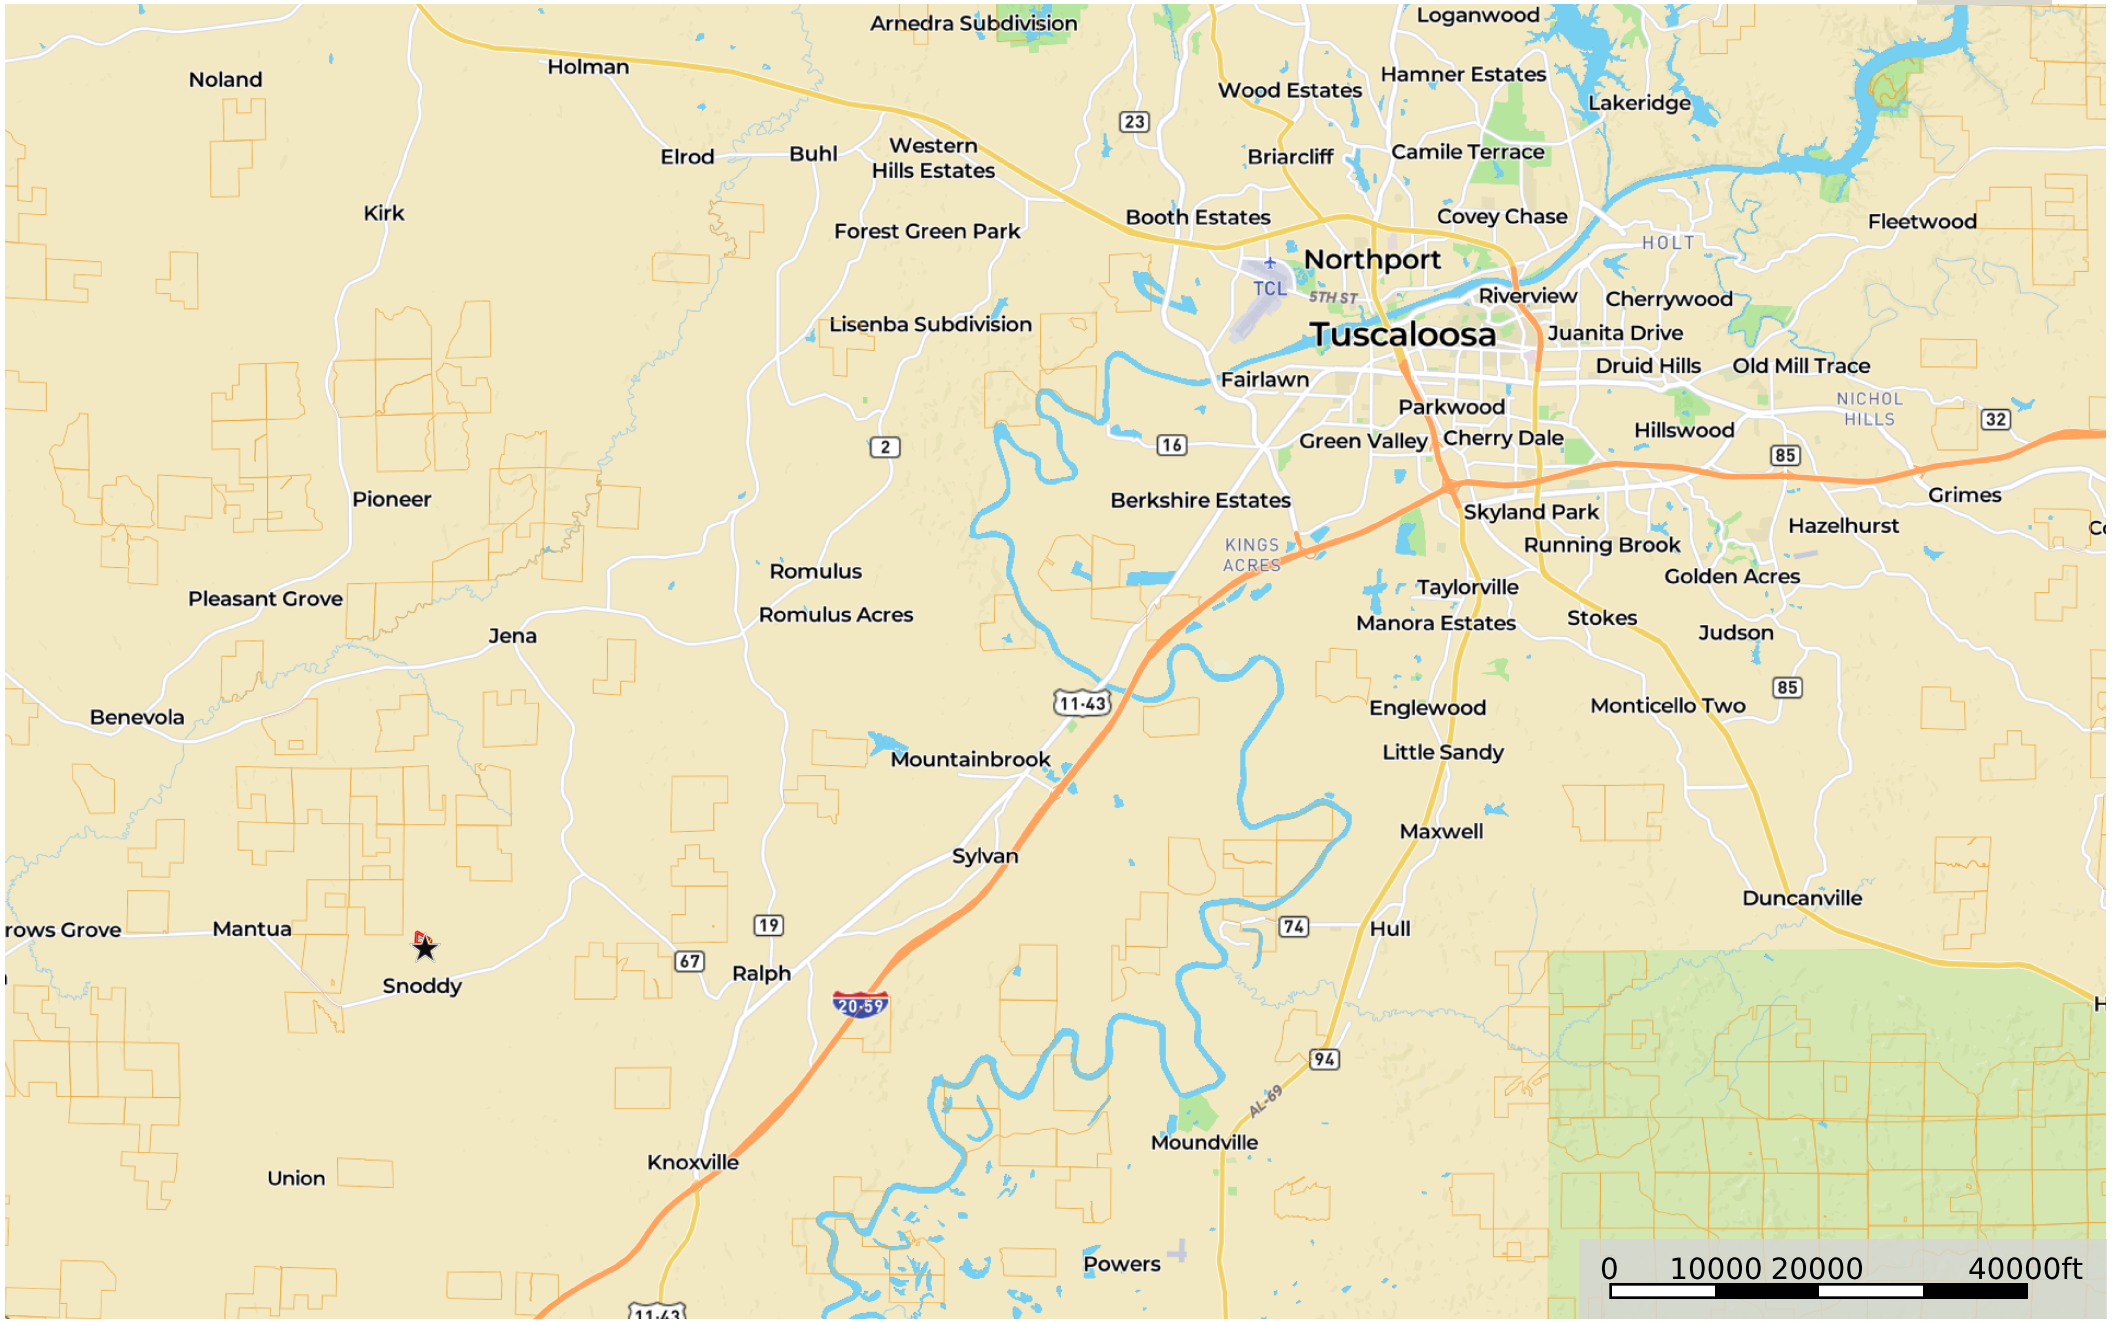 Arnedra Subdivision
Loganwood
Noland
Holman
Wood Estates
Hamner Estates
Lakeridge
23
Elrod
Buhl
Western
Hills Estates
Briarcliff
Camile Terrace
Kirk
Forest Green Park
Booth Estates
Covey Chase
Fleetwood
HOLT
Northport
TCL
5TH ST
Riverview
Cherrywood
Lisenba Subdivision
Tuscaloosa
Juanita Drive
Druid Hills
Old Mill Trace
Fairlawn
Parkwood
NICHOL
HILLS
32
2
16
Green Valley
Cherry Dale
Hillswood
85
Pioneer
Berkshire Estates
Skyland Park
Grimes
Hazelhurst
Co
KINGS
ACRES
Running Brook
Romulus
Golden Acres
Pleasant Grove
Taylorville
Romulus Acres
Manora Estates
Stokes
Judson
Jena
85
11·43
Benevola
Englewood
Monticello Two
Mountainbrook
Little Sandy
Maxwell
Sylvan
Duncanville
rows Grove
Mantua
19
74
Hull
67
Ralph
Snoddy
20·59
H
94
AL-69
Moundville
Knoxville
Union
Powers
11·43
0 10000 20000 40000ft